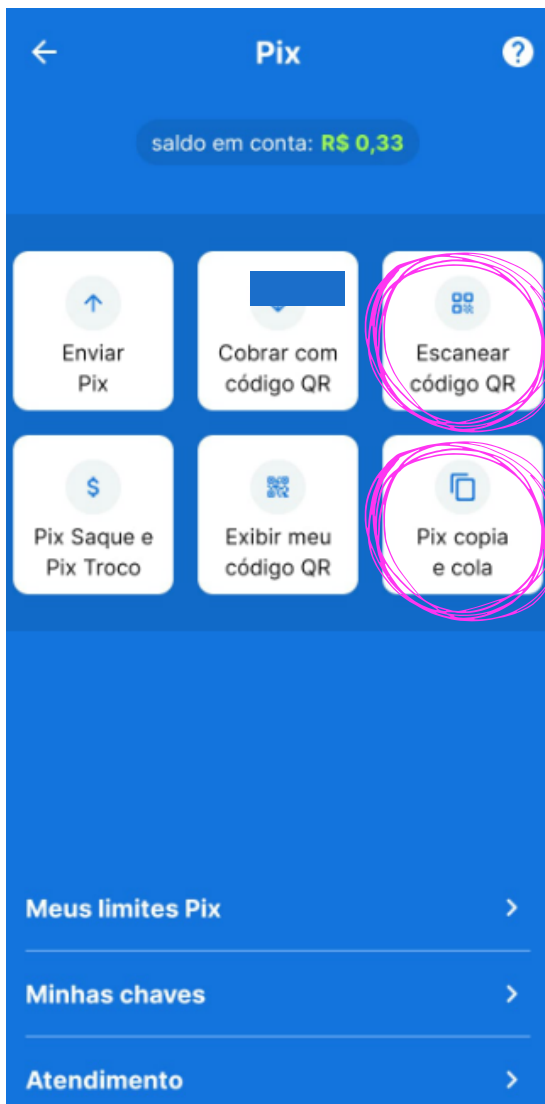 Pix
?
saldo em conta: R$ 0,33
Enviar
Pix
Cobrar com
código QR
Escanear
código QR
$
Pix Saque e
Pix Troco
Exibir meu
código QR
Pix copia
e cola
Meus limites Pix
Minhas chaves
Atendimento